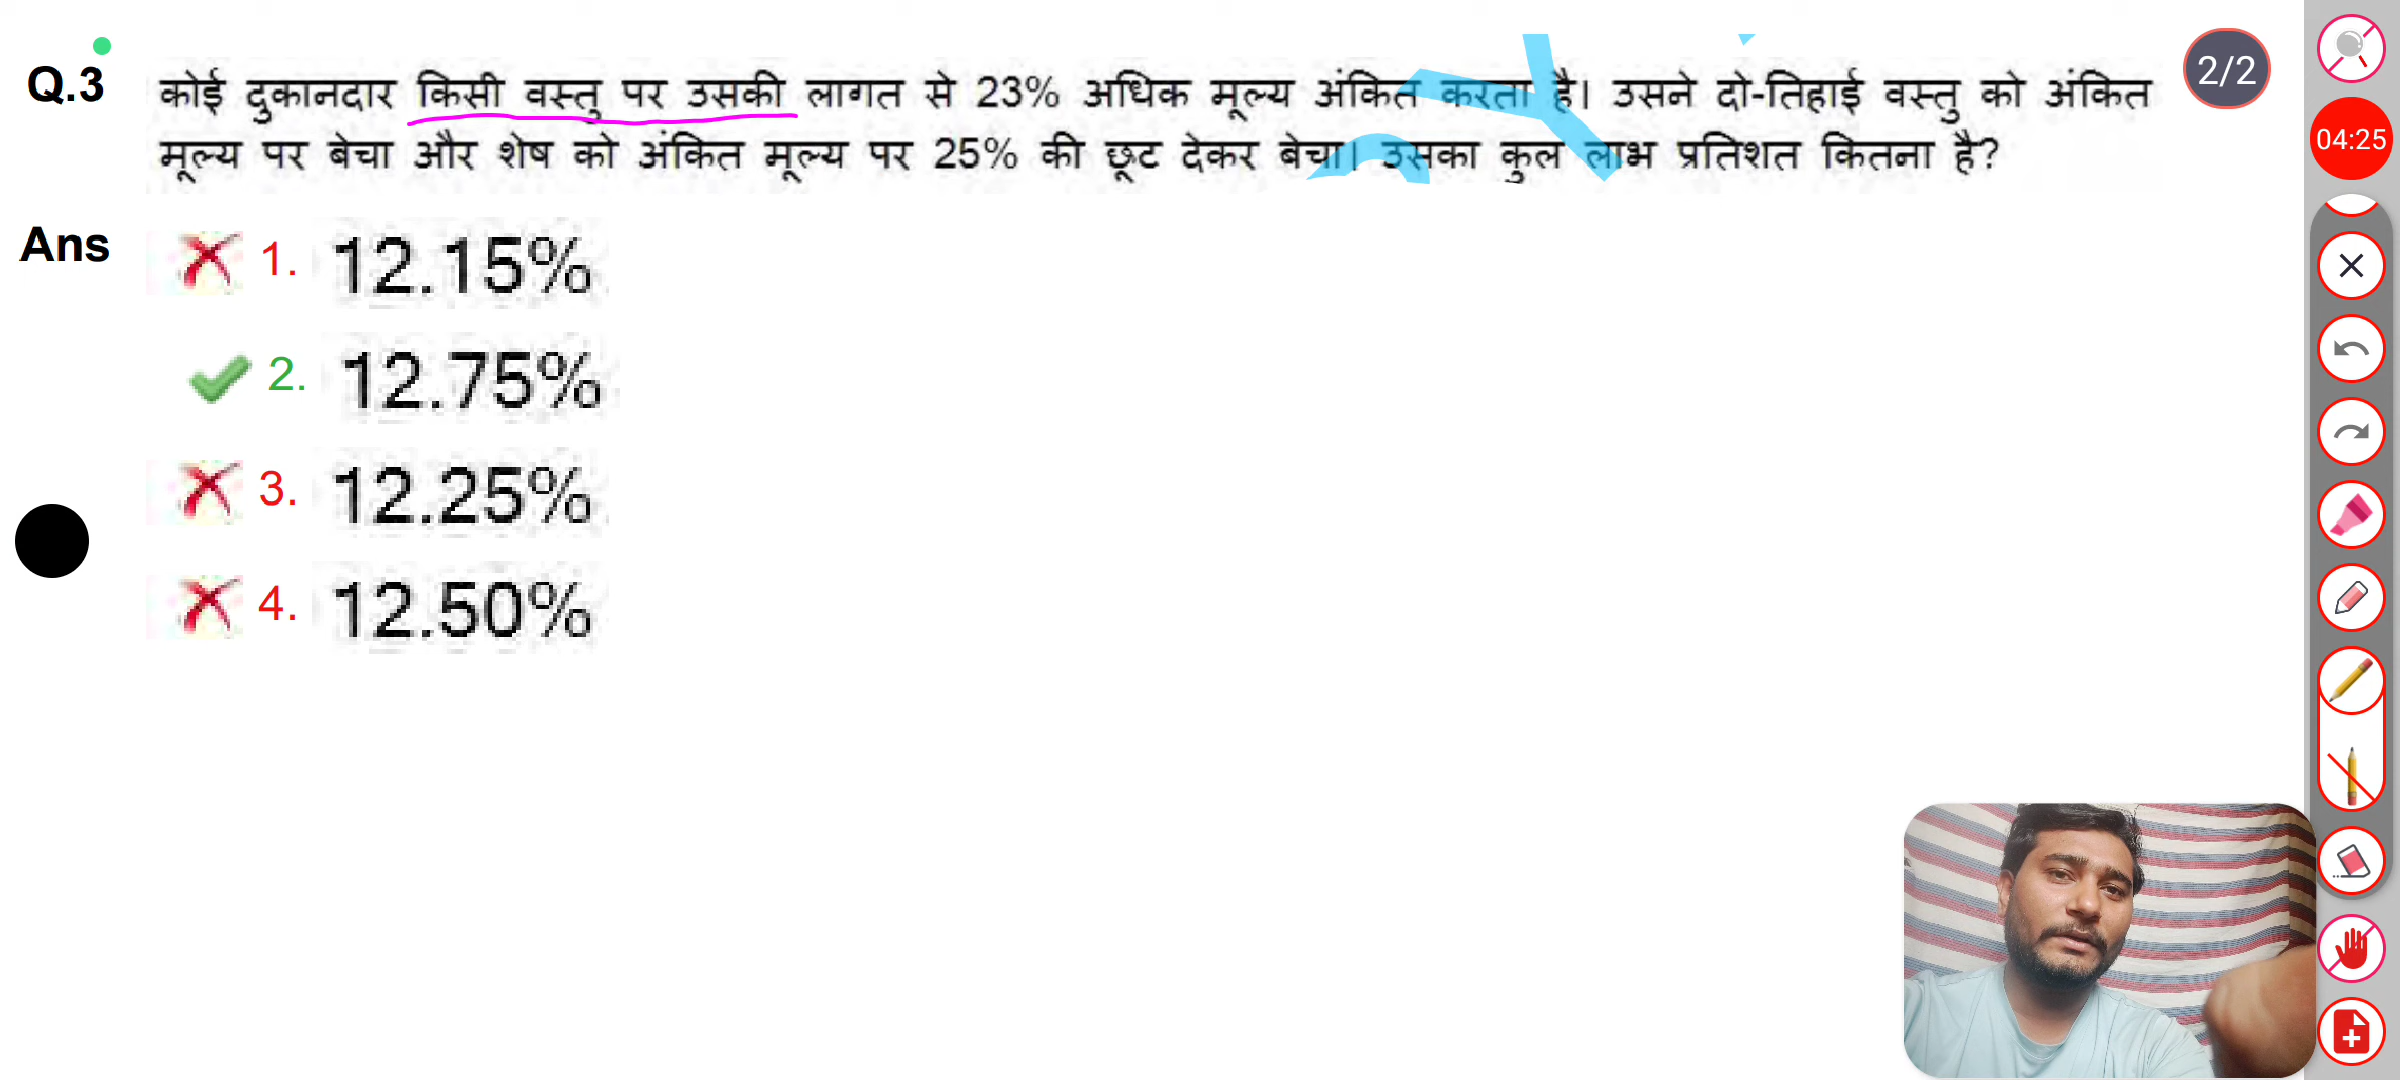 Q.3 कोई दुकानदार किसी वस्तु पर उसकी लागत से 23% अधिक मूल्य अंकित करता है। उसने दो-तिहाई वस्तु को अंकित
मूल्य पर बेचा और शेष को अंकित मूल्य पर 25% की छूट देकर बेचा। उसका कुल लाभ प्रतिशत कितना है?
2/2
04:25
Ans 1. 12.15%
2. 12.75%
3. 12.25%
4. 12.50%